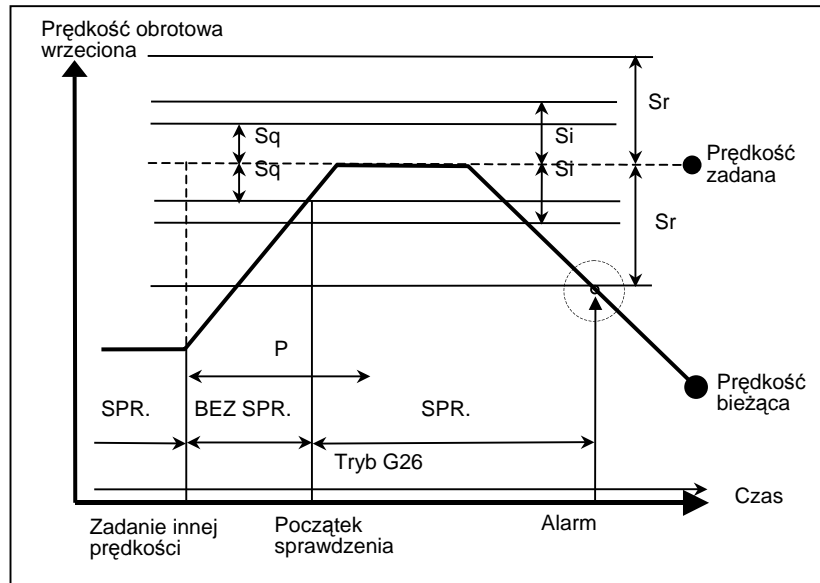 Prędkość obrotowa
wrzeciona
Sr
Sq
Si
Sq
Si
Prędkość
zadana
Sr
P
Prędkość
bieżąca
SPR.
BEZ SPR.
SPR.
Tryb G26
Czas
Zadanie innej
prędkości
Początek
sprawdzenia
Alarm